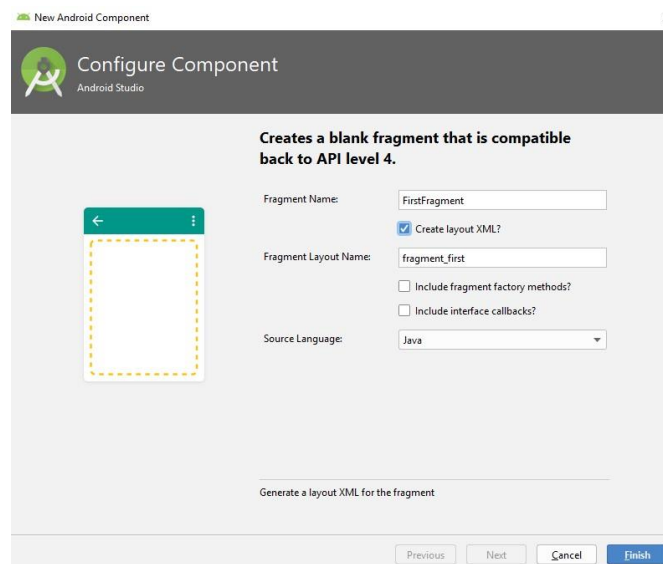 New Android Component
Configure Component
Android Studio
Creates a blank fragment that is compatible
back to API level 4.
Fragment Name: FirstFragment
Create layout XML?
Fragment Layout Name: fragment_first
Include fragment factory methods?
Include interface callbacks?
Source Language: Java
Generate a layout XML for the fragment
Previous Next Cancel Finish